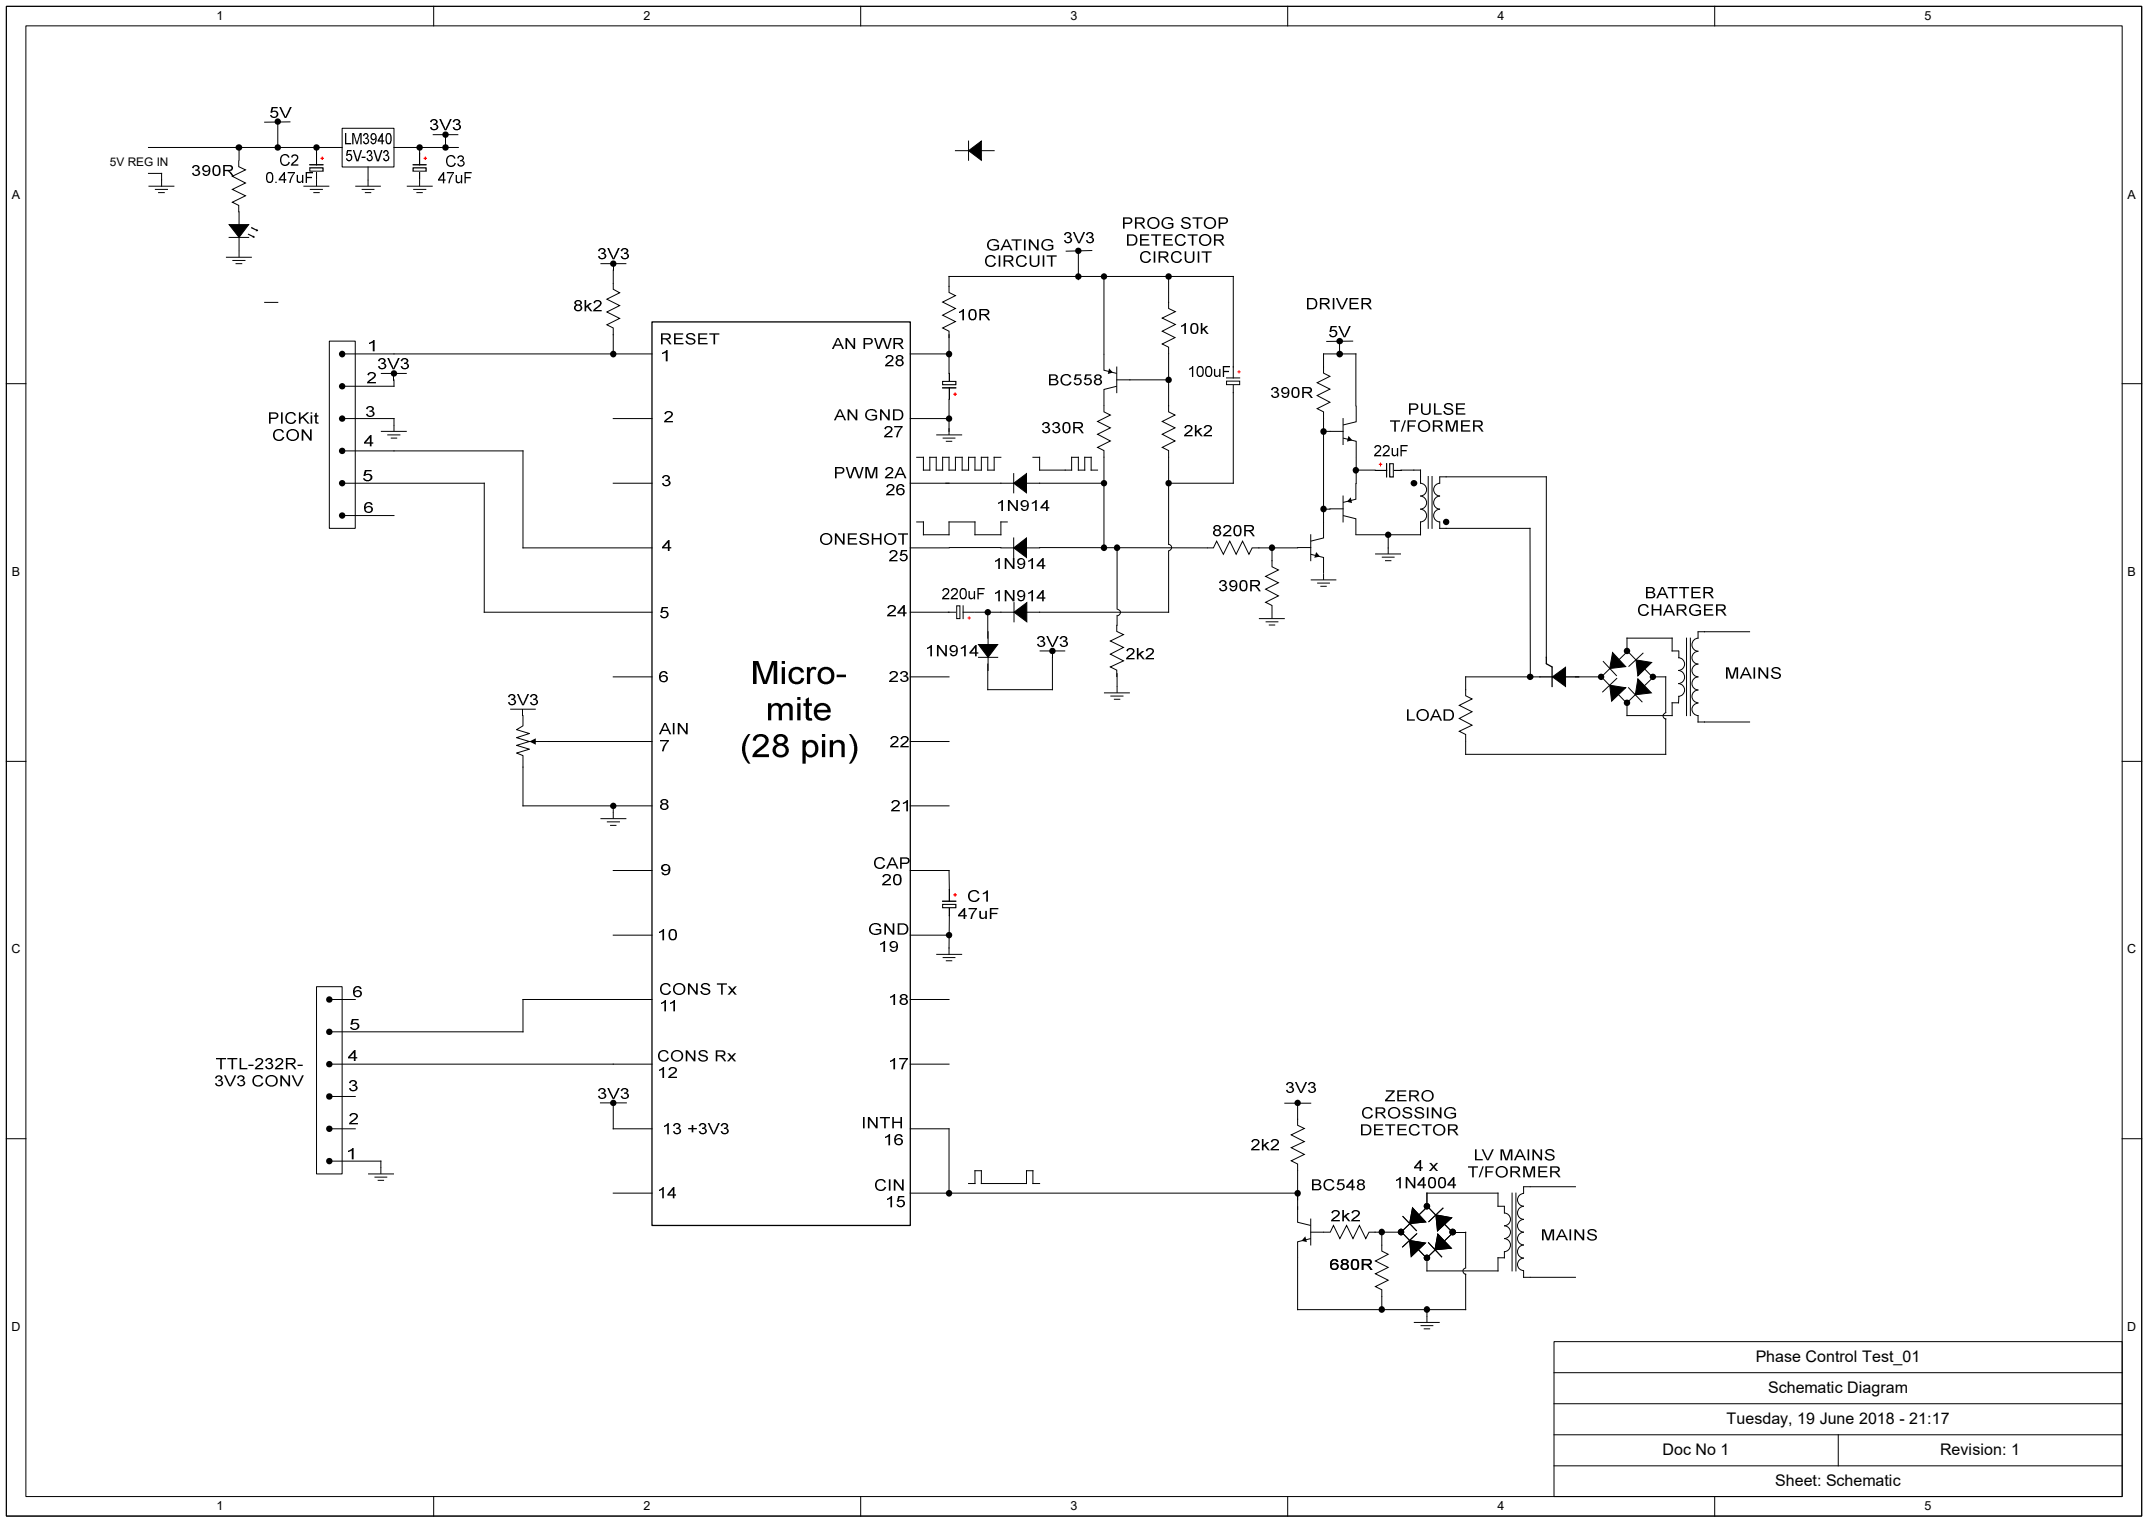 1
2
3
4
5
A
A
B
B
C
C
D
D
5V
3V3
LM3940
5V-3V3
5V REG IN
390R
C2
0.47uF
C3
47uF
3V3
8k2
PICKit
CON
1
3V3
2
3
4
5
6
RESET
1
2
3
4
5
6
3V3
AIN
7
8
9
10
CONS Tx
11
CONS Rx
12
3V3
13 +3V3
14
Micro-
mite
(28 pin)
AN PWR
28
AN GND
27
PWM 2A
26
ONESHOT
25
24
23
22
21
CAP
20
GND
19
18
17
INTH
16
CIN
15
C1
47uF
TTL-232R-
3V3 CONV
6
5
4
3
2
1
GATING
CIRCUIT
3V3
PROG STOP
DETECTOR
CIRCUIT
10R
10k
BC558
100uF
330R
2k2
1N914
1N914
220uF
1N914
1N914
3V3
2k2
820R
390R
DRIVER
5V
390R
PULSE
T/FORMER
22uF
BATTER
CHARGER
MAINS
LOAD
3V3
2k2
ZERO
CROSSING
DETECTOR
LV MAINS
T/FORMER
4 x
1N4004
BC548
2k2
680R
MAINS
Phase Control Test_01
Schematic Diagram
Tuesday, 19 June 2018 - 21:17
Doc No 1
Revision: 1
Sheet: Schematic
1
2
3
4
5